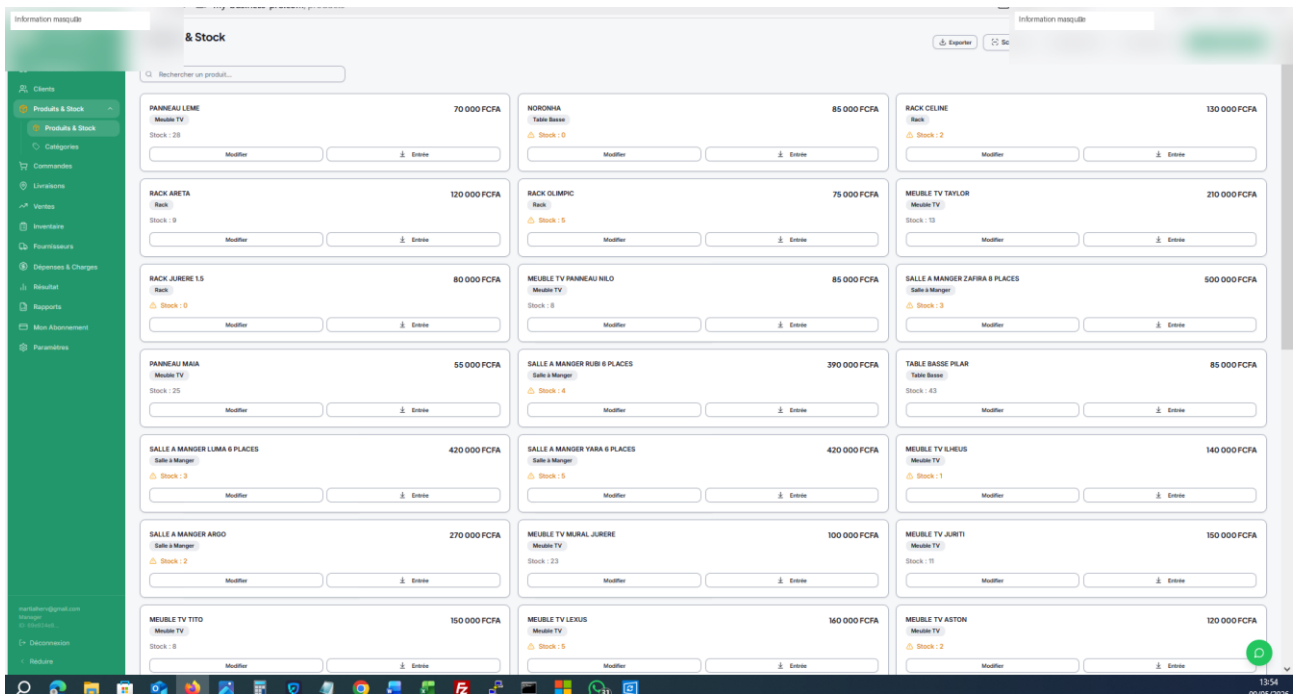 Information masquée
Information masquée
& Stock
Exporter
Rechercher un produit...
Clients
Produits & Stock
Produits & Stock
Catégories
Commandes
Livraisons
Ventes
Inventaire
Fournisseurs
Dépenses & Charges
Résultat
Rapports
Mon Abonnement
Paramètres
Manager
Déconnexion
Réduire
PANNEAU LEME 70 000 FCFA
Meuble TV
Stock : 28
Modifier Entrée
NORONHA 85 000 FCFA
Table Basse
Stock : 0
Modifier Entrée
RACK CELINE 130 000 FCFA
Rack
Stock : 2
Modifier Entrée
RACK ARETA 120 000 FCFA
Rack
Stock : 9
Modifier Entrée
RACK OLIMPIC 75 000 FCFA
Rack
Stock : 5
Modifier Entrée
MEUBLE TV TAYLOR 210 000 FCFA
Meuble TV
Stock : 13
Modifier Entrée
RACK JURERE 1.5 80 000 FCFA
Rack
Stock : 0
Modifier Entrée
MEUBLE TV PANNEAU NILO 85 000 FCFA
Meuble TV
Stock : 8
Modifier Entrée
SALLE A MANGER ZAFIRA 8 PLACES 500 000 FCFA
Salle à Manger
Stock : 3
Modifier Entrée
PANNEAU MAIA 55 000 FCFA
Meuble TV
Stock : 25
Modifier Entrée
SALLE A MANGER RUBI 6 PLACES 390 000 FCFA
Salle à Manger
Stock : 4
Modifier Entrée
TABLE BASSE PILAR 85 000 FCFA
Table Basse
Stock : 43
Modifier Entrée
SALLE A MANGER LUMA 6 PLACES 420 000 FCFA
Salle à Manger
Stock : 3
Modifier Entrée
SALLE A MANGER YARA 6 PLACES 420 000 FCFA
Salle à Manger
Stock : 5
Modifier Entrée
MEUBLE TV ILHEUS 140 000 FCFA
Meuble TV
Stock : 1
Modifier Entrée
SALLE A MANGER ARGO 270 000 FCFA
Salle à Manger
Stock : 2
Modifier Entrée
MEUBLE TV MURAL JURERE 100 000 FCFA
Meuble TV
Stock : 23
Modifier Entrée
MEUBLE TV JURITI 150 000 FCFA
Meuble TV
Stock : 11
Modifier Entrée
MEUBLE TV TITO 150 000 FCFA
Meuble TV
Stock : 8
Modifier Entrée
MEUBLE TV LEXUS 160 000 FCFA
Meuble TV
Stock : 5
Modifier Entrée
MEUBLE TV ASTON 120 000 FCFA
Meuble TV
Stock : 2
Modifier Entrée
13:54